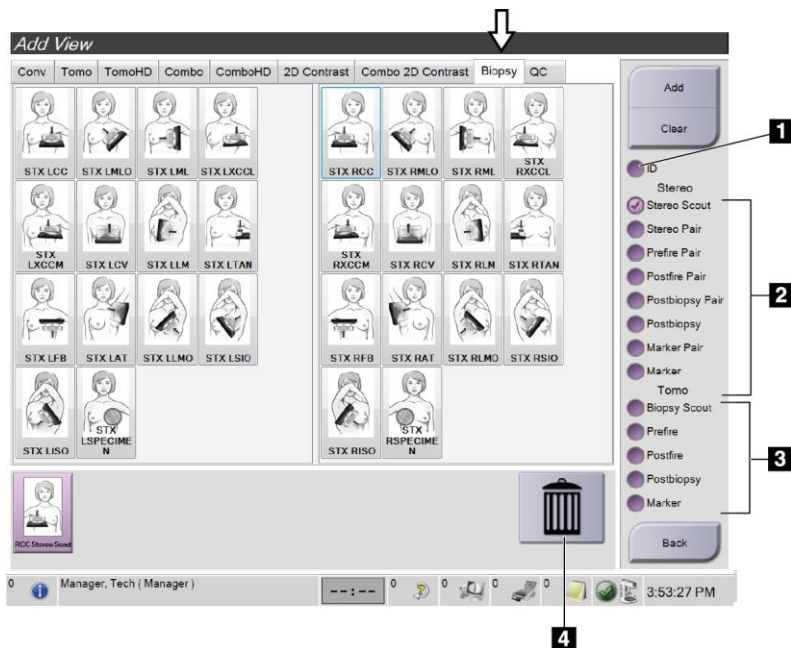 Add View
Conv Tomo TomoHD Combo ComboHD 2D Contrast Combo 2D Contrast Biopsy QC
STX LCC STX LMLO STX LML STX LXCCL
STX RCC STX RMLO STX RML STX RXCCL
STX LXCCM STX LCV STX LLM STX LTAN
STX RXCCM STX RCV STX RLN STX RTAN
STX LFB STX LAT STX LLMO STX LSIO
STX RFB STX RAT STX RLMO STX RSIO
STX LISO STX LSPECIMEN
STX RISO STX RSPECIMEN
RCC Stereo Scout
Add
Clear
ID
1
Stereo
Stereo Scout
Stereo Pair
Prefire Pair
Postfire Pair
Postbiopsy Pair
Postbiopsy
Marker Pair
Marker
2
Tomo
Biopsy Scout
Prefire
Postfire
Postbiopsy
Marker
3
Back
0 Manager, Tech ( Manager ) --:-- 0 0 0 0 3:53:27 PM
4